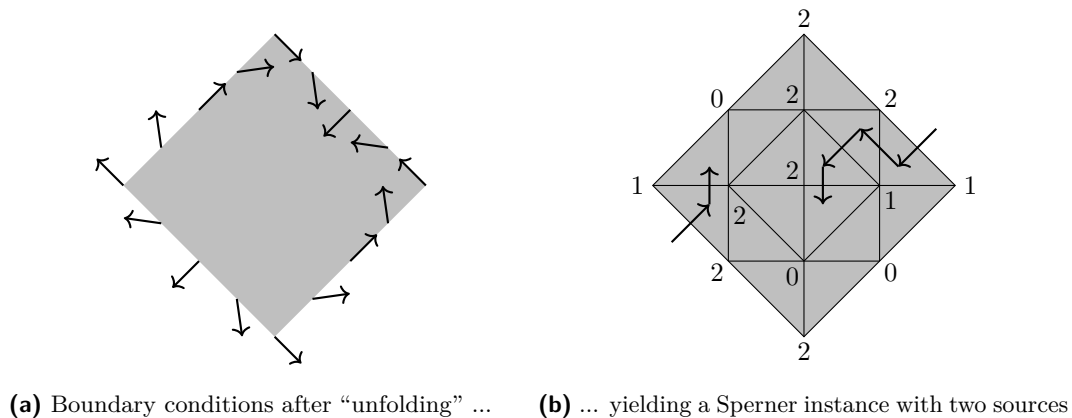 2
0 2 2
1 2 1
2 1
2 0 0
2
(a) Boundary conditions after “unfolding” ... (b) ... yielding a Sperner instance with two sources